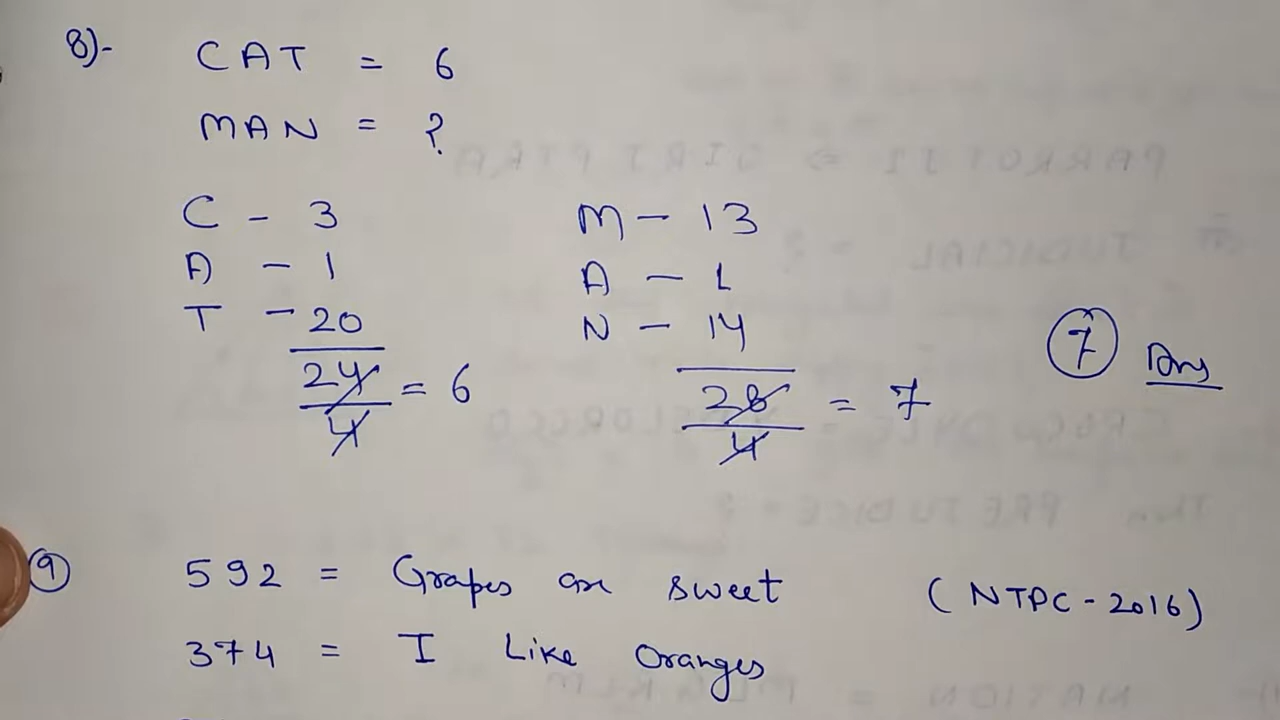 8)- CAT = 6
MAN = ?
C - 3
A - 1
T - 20
24/4 = 6
M - 13
A - 1
N - 14
28/4 = 7
7 Ans
9 592 = Grapes are sweet (NTPC-2016)
374 = I Like Oranges